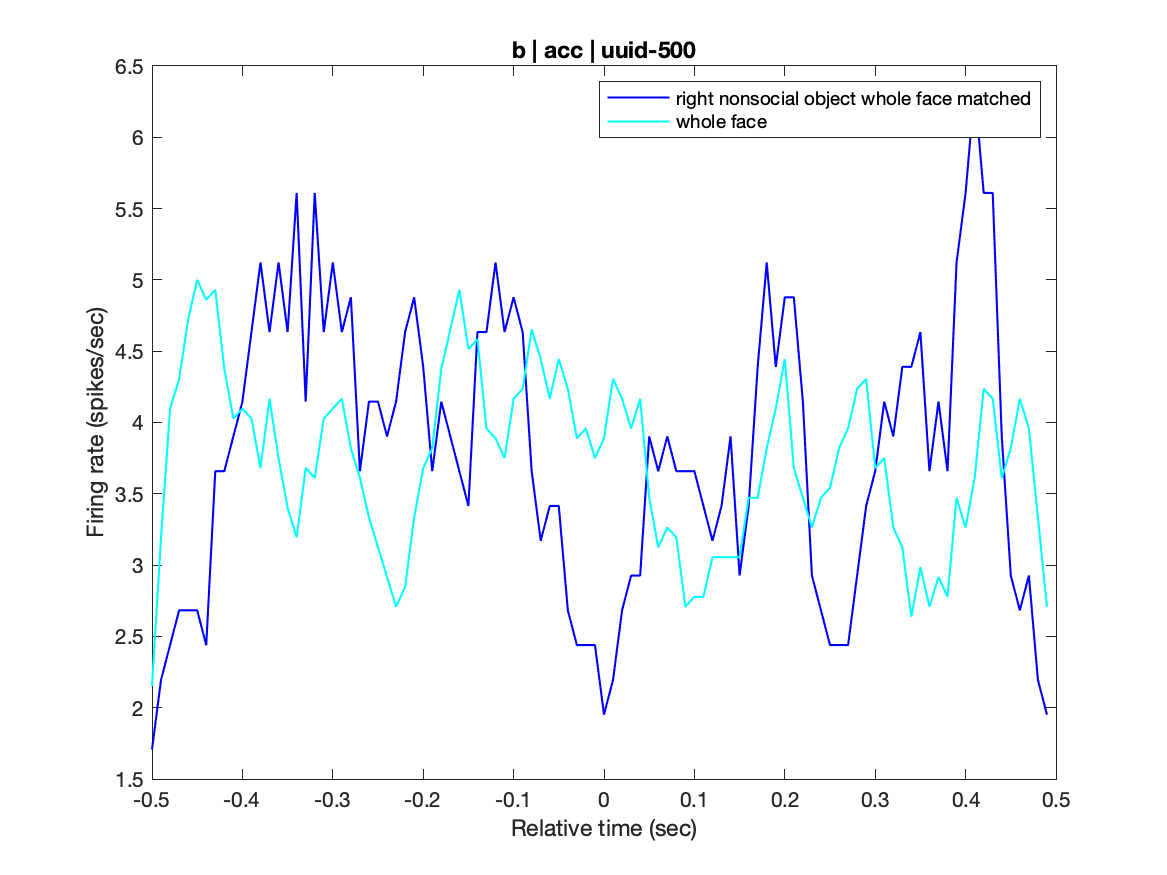 b | acc | uuid-500
6.5
6
5.5
5
4.5
4
3.5
3
2.5
2
1.5
Firing rate (spikes/sec)
right nonsocial object whole face matched
whole face
-0.5 -0.4 -0.3 -0.2 -0.1 0 0.1 0.2 0.3 0.4 0.5
Relative time (sec)